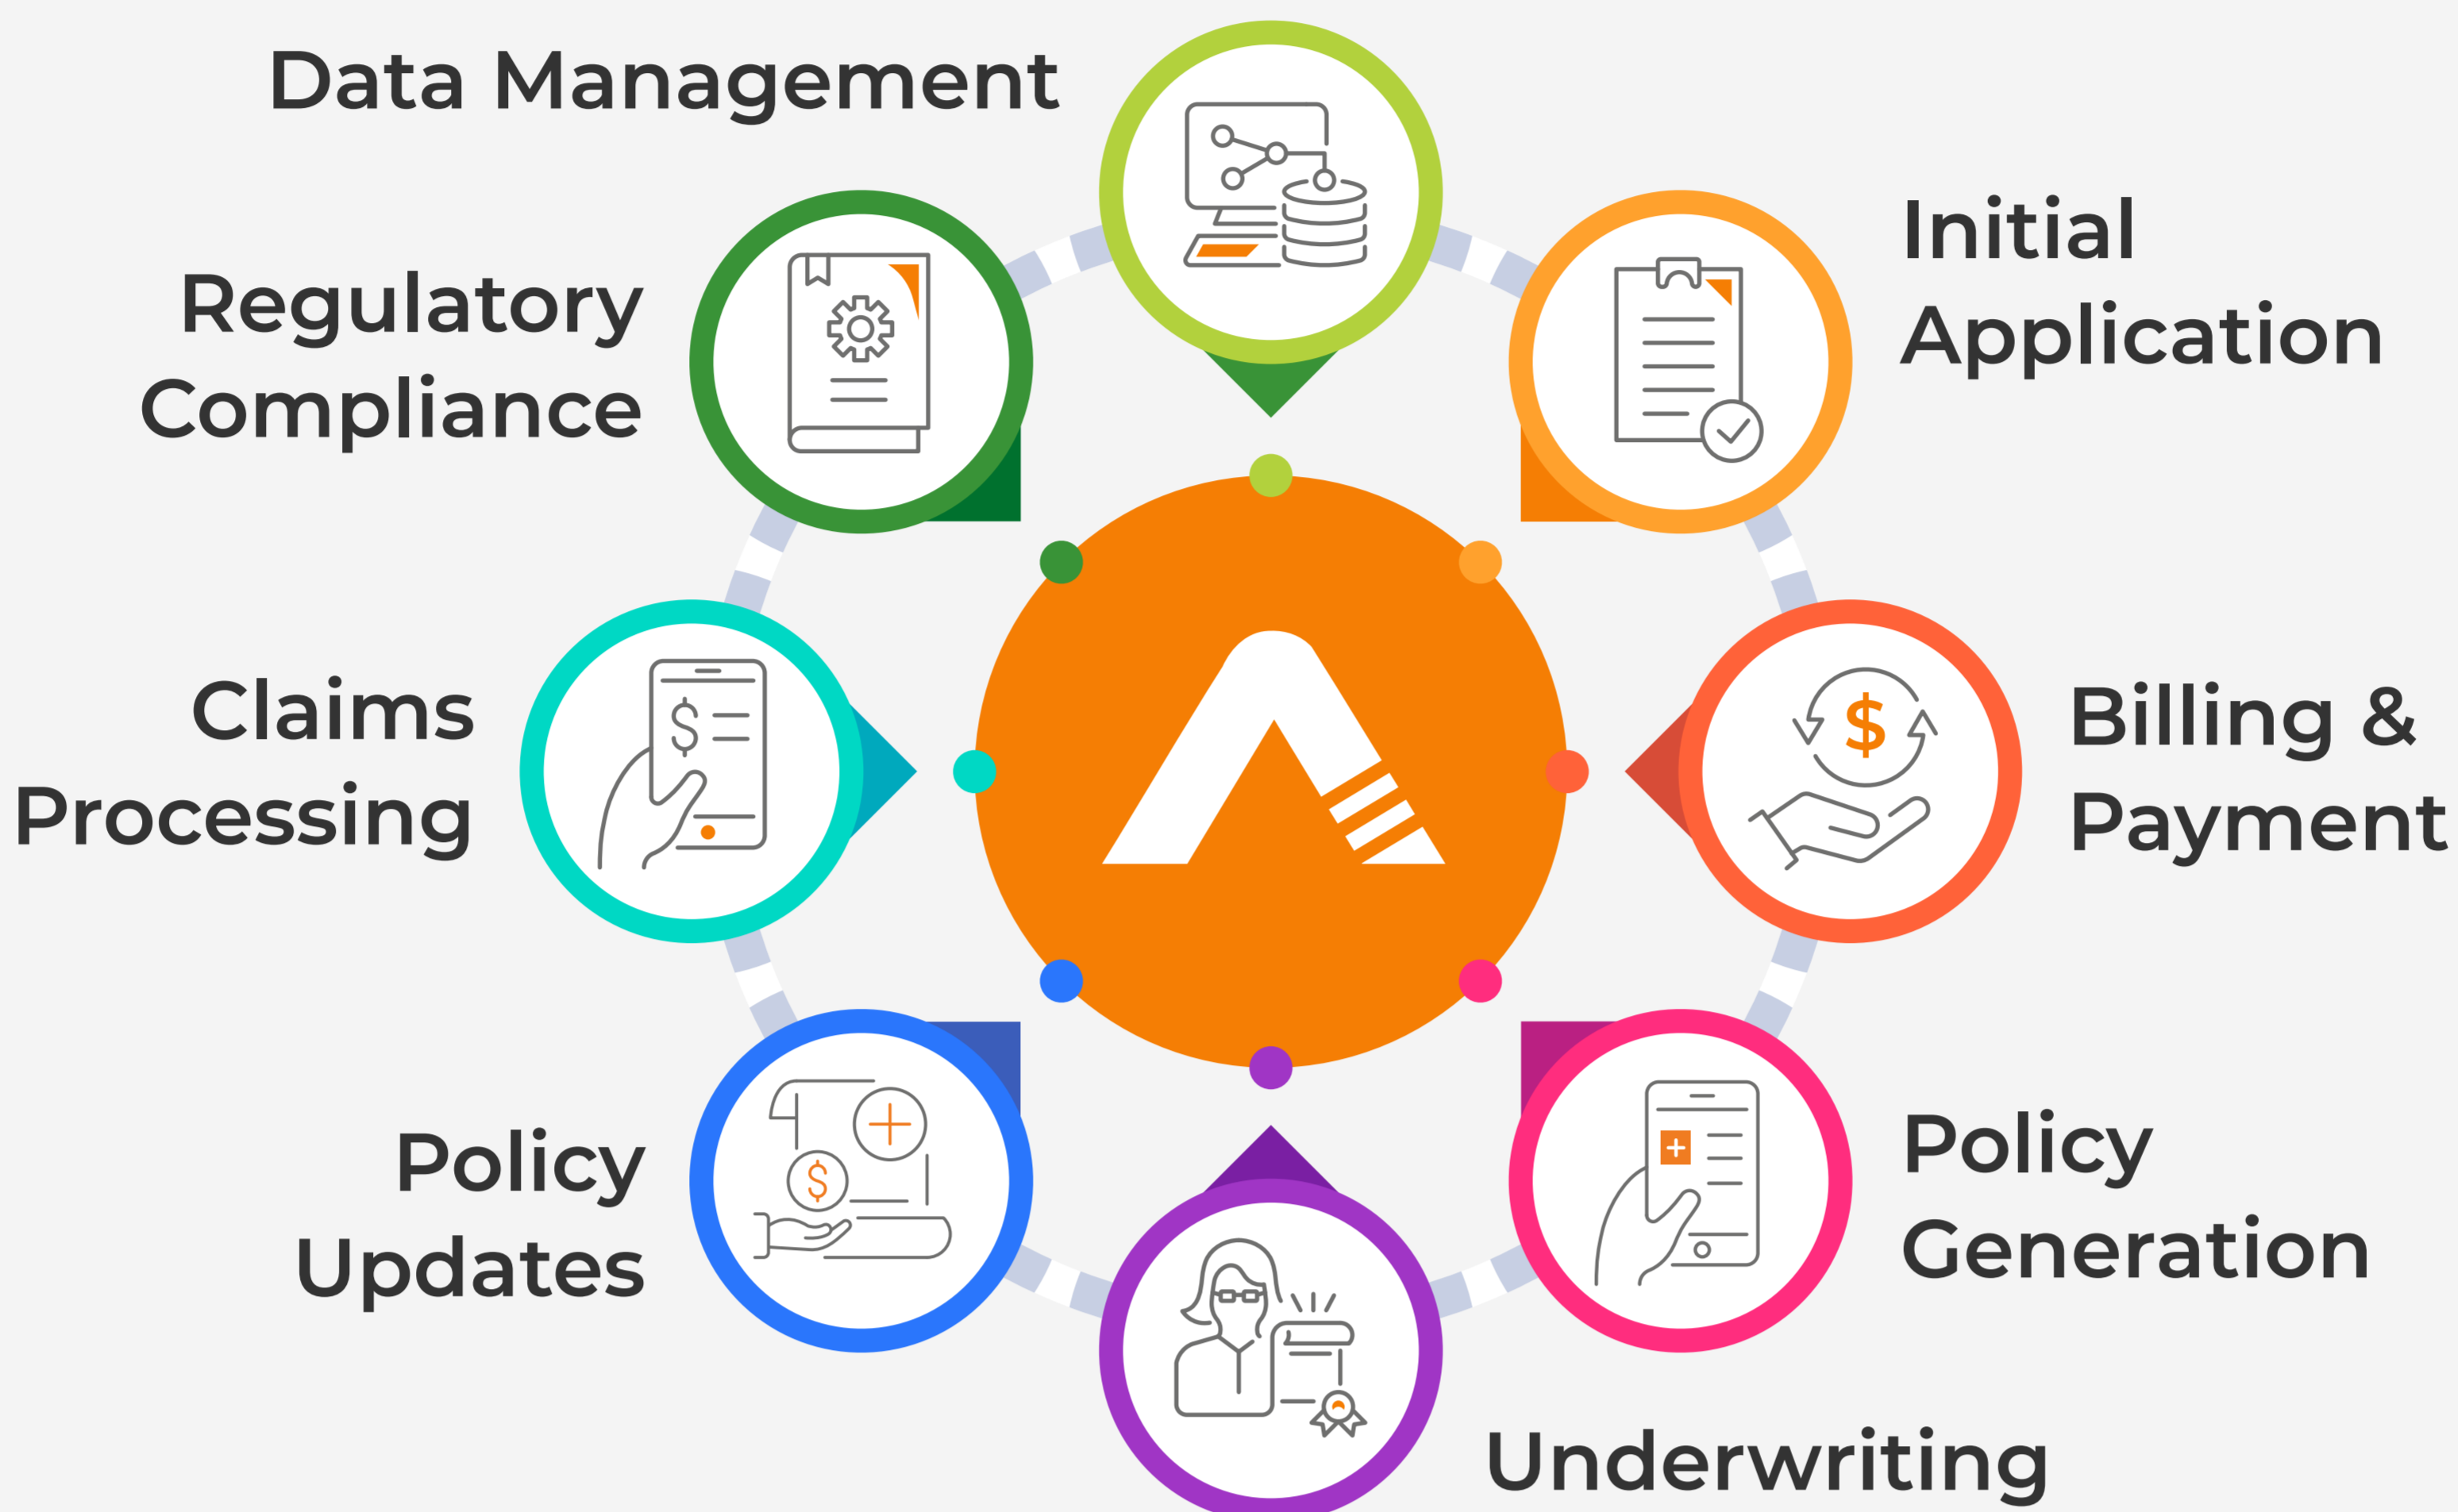 Data Management
Initial
Application
Regulatory
Compliance
Claims
Processing
Billing &
Payment
Policy
Updates
Policy
Generation
Underwriting